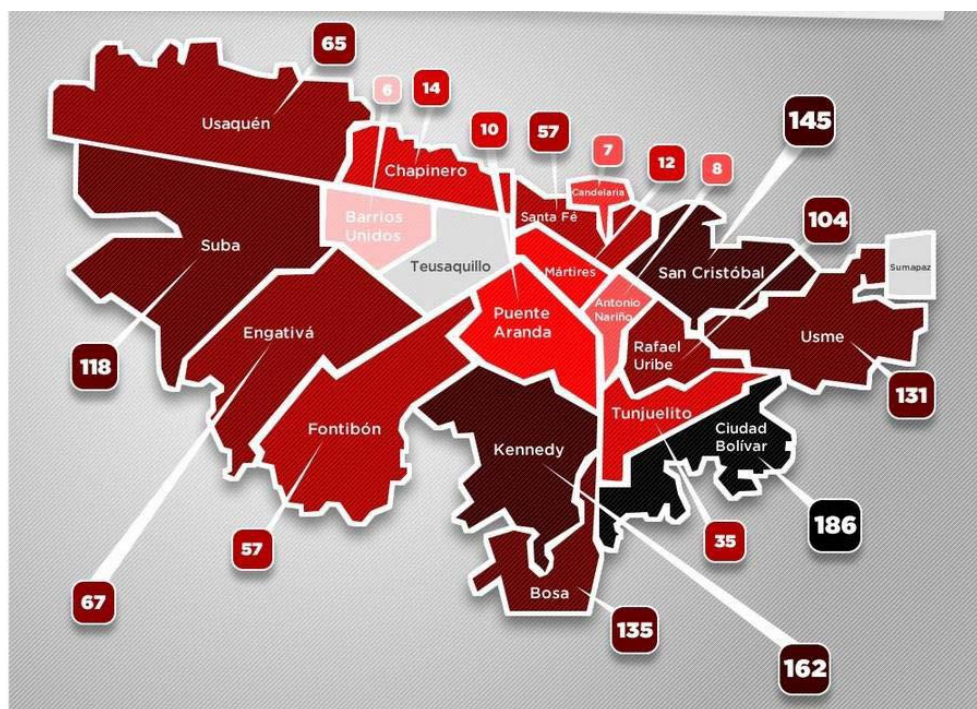 65
6
14
Usaquén
10
57
7
12
8
145
Chapinero
Candelaria
104
Barrios
Unidos
Santa Fé
Suba
Teusaquillo
Mártires
San Cristóbal
Sumapaz
Antonio
Nariño
Puente
Aranda
Engativá
Rafael
Uribe
Usme
118
131
Fontibón
Tunjuelito
Ciudad
Bolívar
Kennedy
57
35
186
67
Bosa
135
162